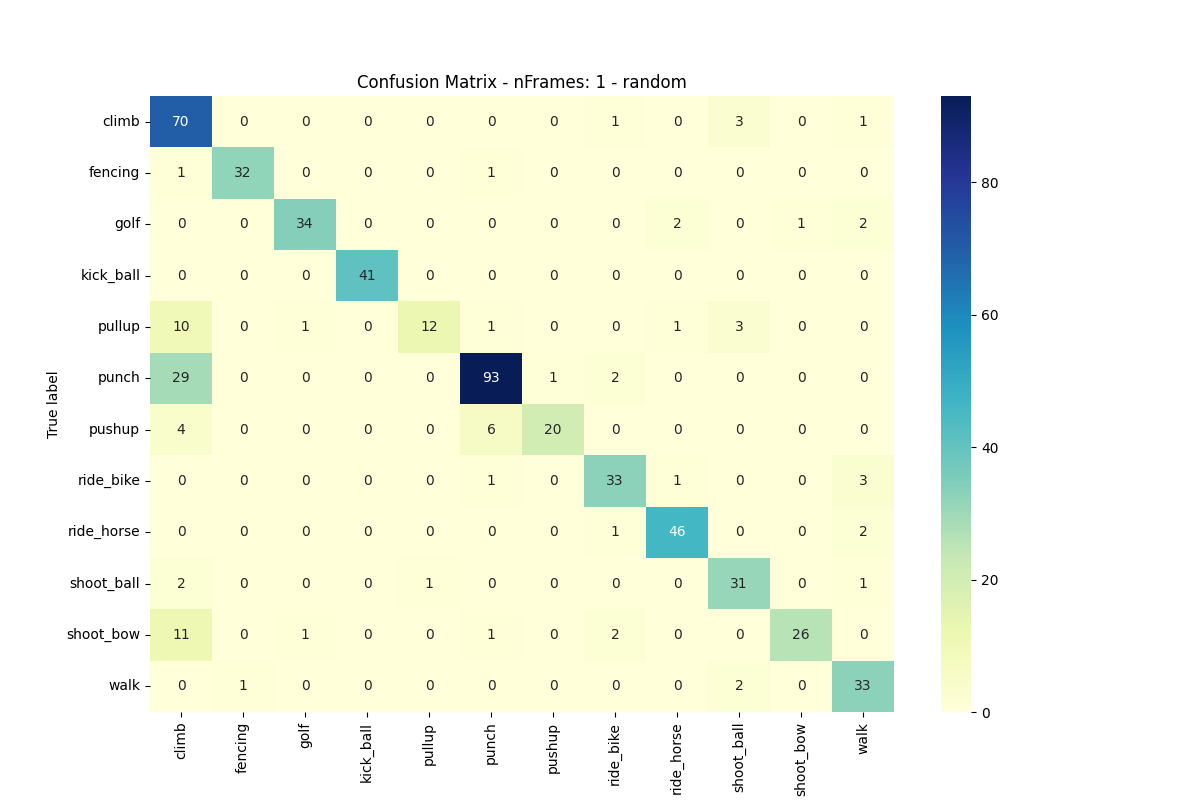 Confusion Matrix - nFrames: 1 - random
True label
climb 70 0 0 0 0 0 0 1 0 3 0 1
fencing 1 32 0 0 0 1 0 0 0 0 0 0
golf 0 0 34 0 0 0 0 0 2 0 1 2
kick_ball 0 0 0 41 0 0 0 0 0 0 0 0
pullup 10 0 1 0 12 1 0 0 1 3 0 0
punch 29 0 0 0 0 93 1 2 0 0 0 0
pushup 4 0 0 0 0 6 20 0 0 0 0 0
ride_bike 0 0 0 0 0 1 0 33 1 0 0 3
ride_horse 0 0 0 0 0 0 0 1 46 0 0 2
shoot_ball 2 0 0 0 1 0 0 0 0 31 0 1
shoot_bow 11 0 1 0 0 1 0 2 0 0 26 0
walk 0 1 0 0 0 0 0 0 0 2 0 33
climb fencing golf kick_ball pullup punch pushup ride_bike ride_horse shoot_ball shoot_bow walk
80
60
40
20
0